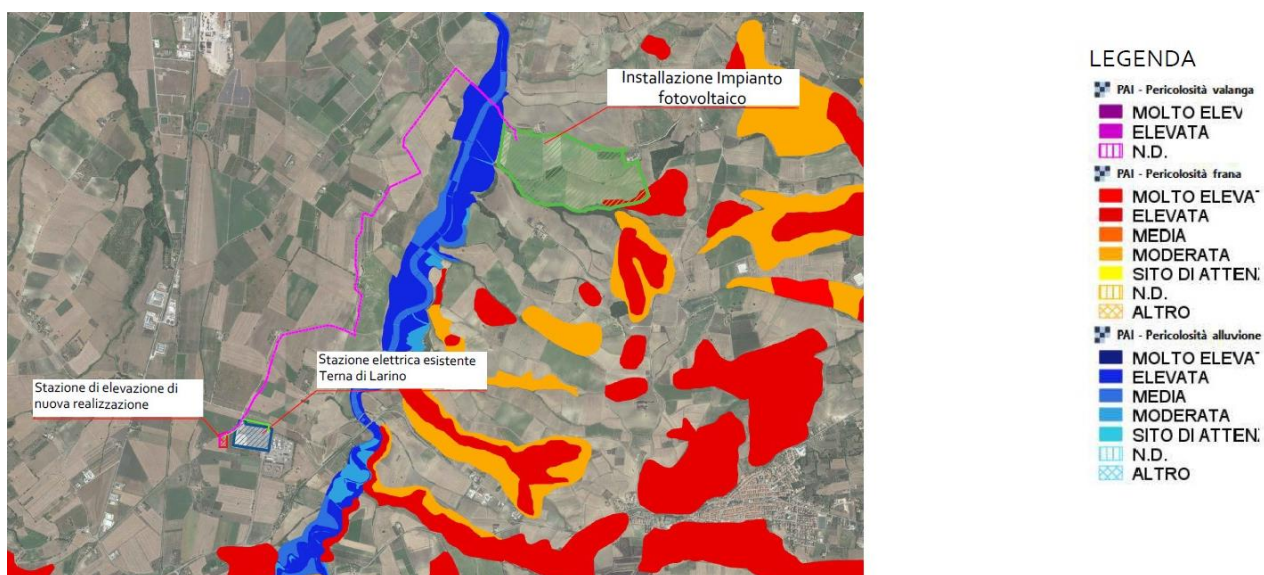 Installazione Impianto
fotovoltaico
Stazione elettrica esistente
Terna di Larino
Stazione di elevazione di
nuova realizzazione
LEGENDA
PAI - Pericolosità valanga
MOLTO ELEV
ELEVATA
N.D.
PAI - Pericolosità frana
MOLTO ELEVAT
ELEVATA
MEDIA
MODERATA
SITO DI ATTEN
N.D.
ALTRO
PAI - Pericolosità alluvione
MOLTO ELEVAT
ELEVATA
MEDIA
MODERATA
SITO DI ATTEN
N.D.
ALTRO